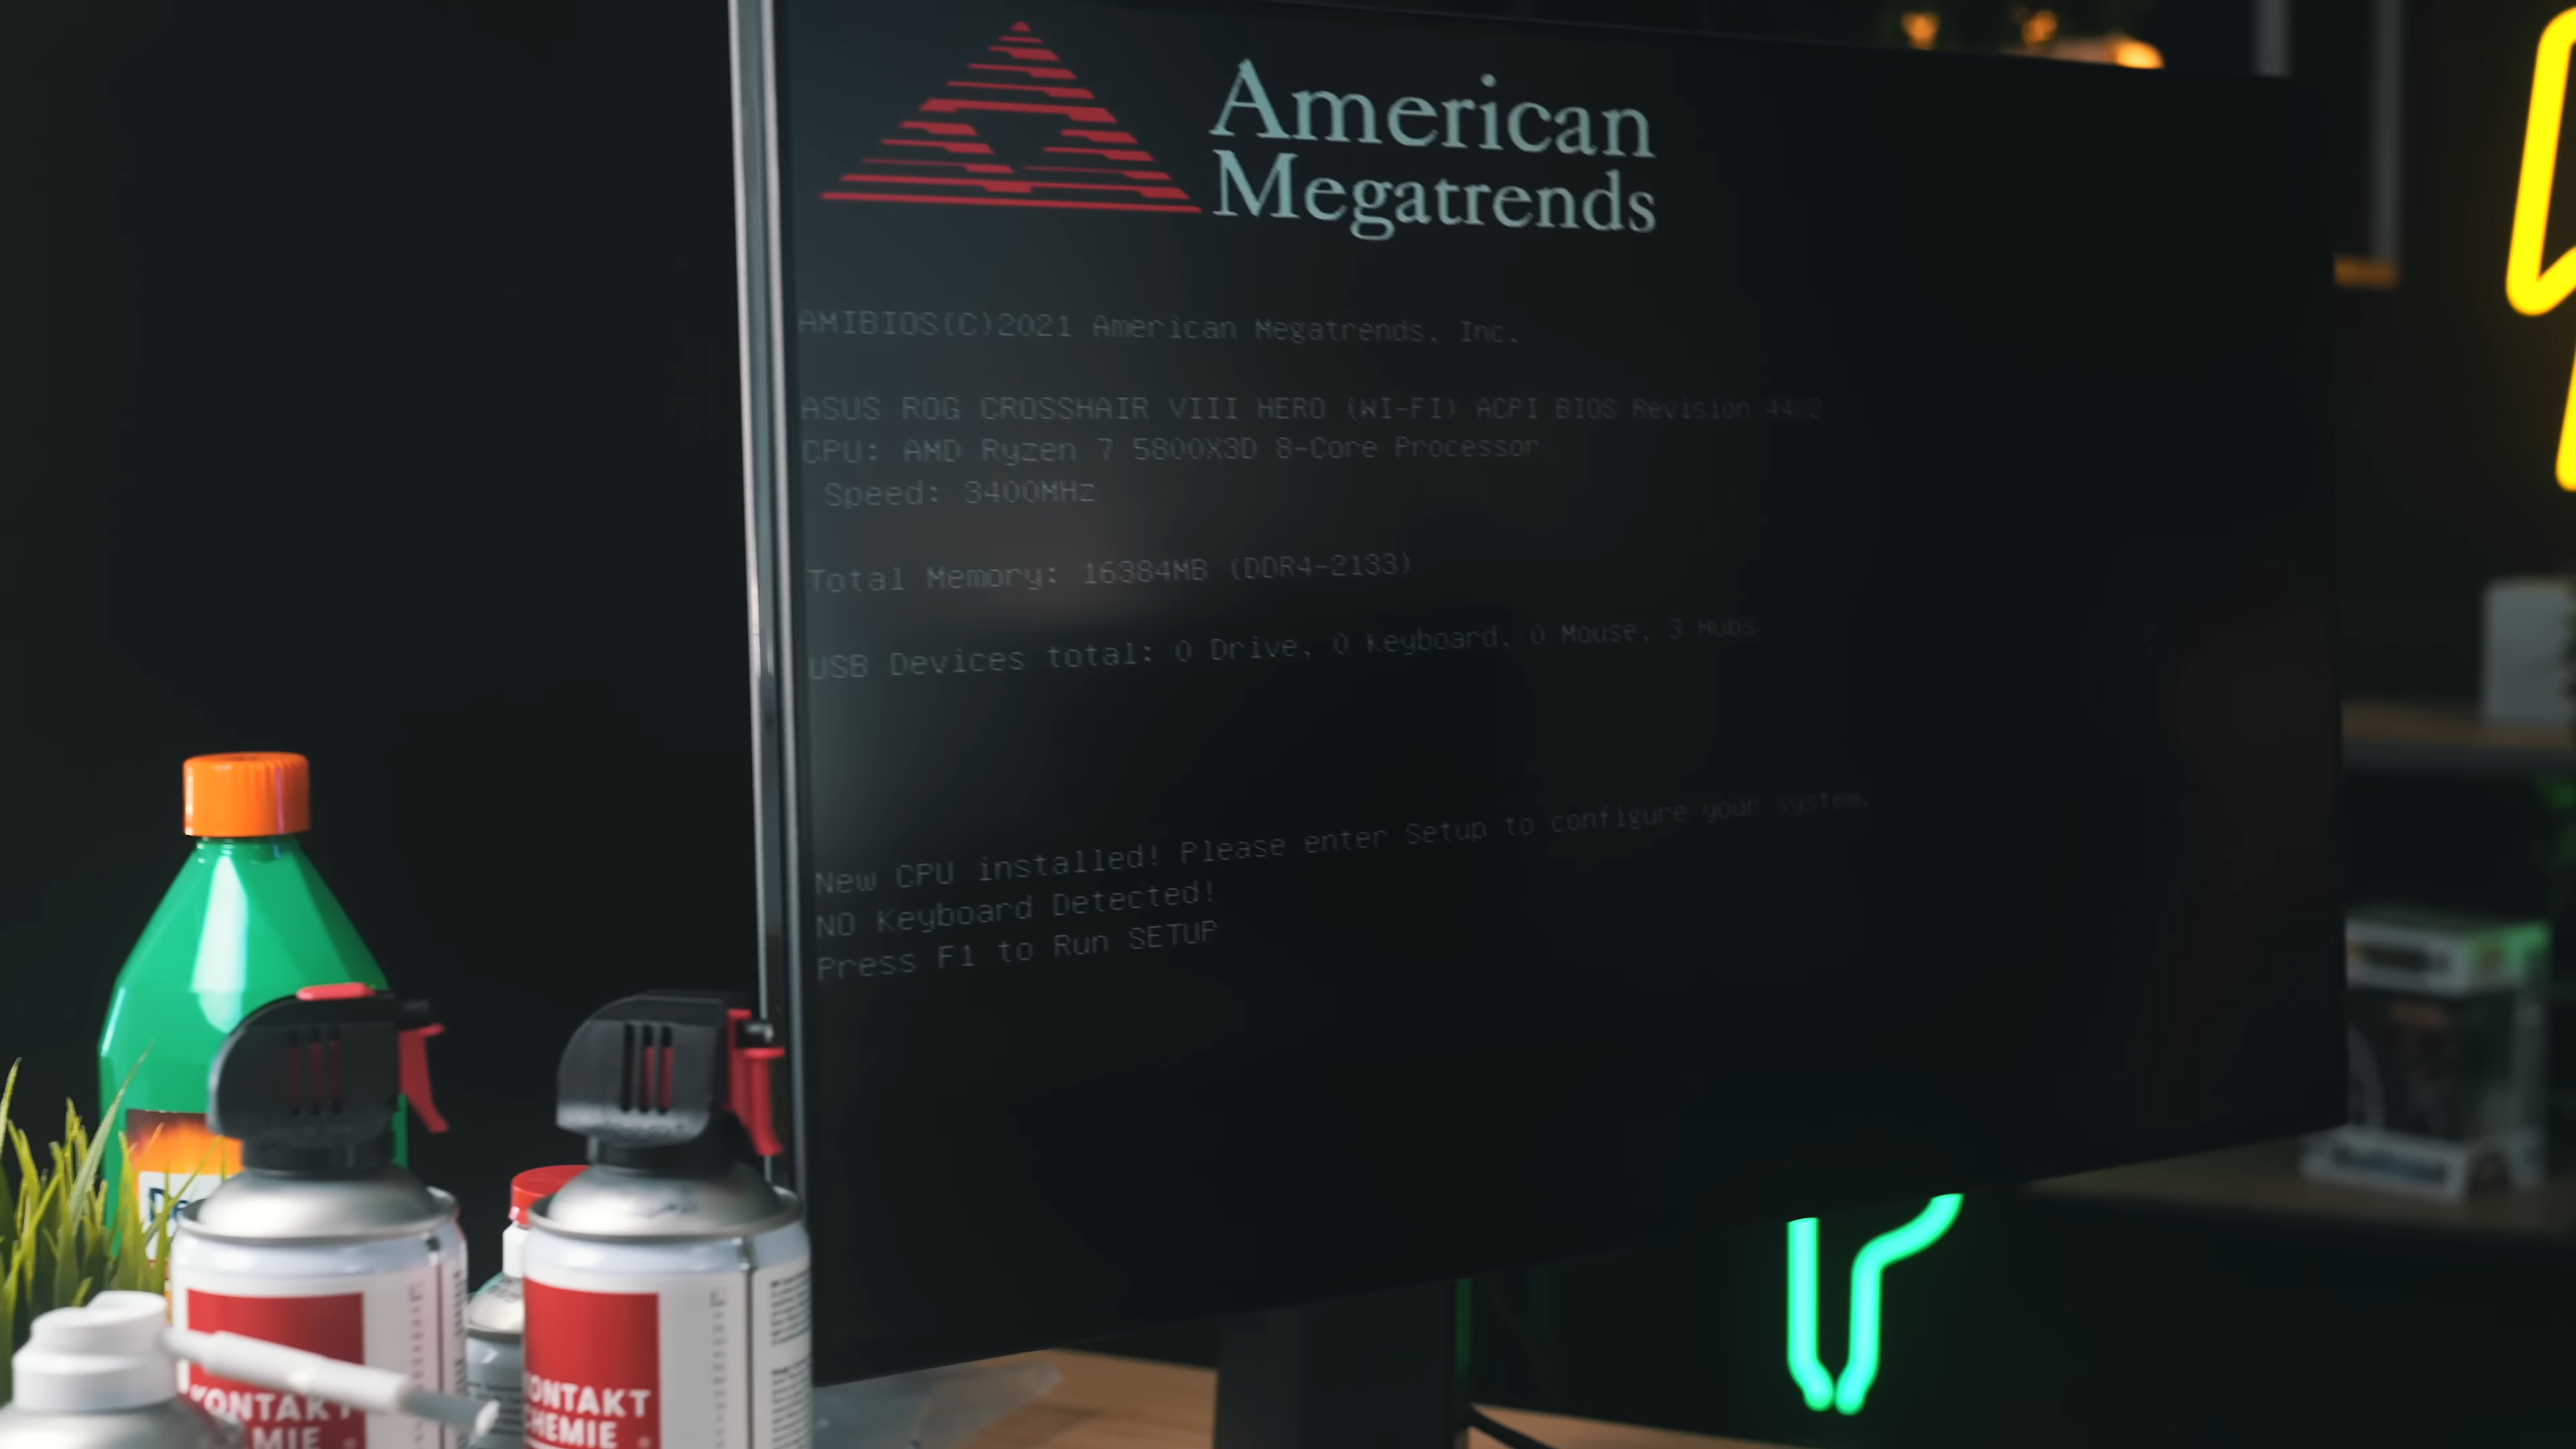 American
Megatrends
AMIBIOS(C)2021 American Megatrends, Inc.
ASUS ROG CROSSHAIR VIII HERO (WI-FI) ACPI BIOS Revision 4402
CPU: AMD Ryzen 7 5800X3D 8-Core Processor
Speed: 3400MHz
Total Memory: 16384MB (DDR4-2133)
USB Devices total: 0 Drive, 0 Keyboard, 0 Mouse, 3 Hubs
New CPU installed! Please enter Setup to configure your system.
NO Keyboard Detected!
Press F1 to Run SETUP
KONTAKT
ONTAKT
CHEMIE